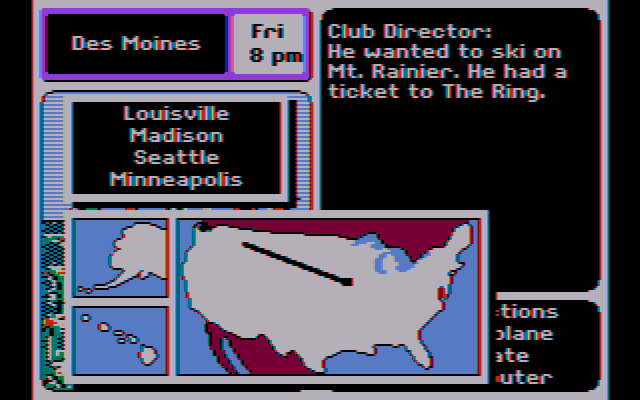 Des Moines
Fri
8 pm
Club Director:
He wanted to ski on
Mt. Rainier. He had a
ticket to The Ring.
Louisville
Madison
Seattle
Minneapolis
ctions
plane
ate
uter